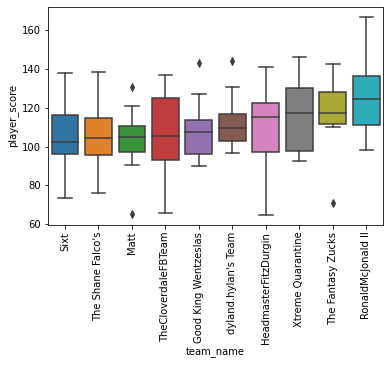 160
140
120
100
80
60
player_score
Sixt
The Shane Falco's
Matt
TheCloverdaleFBTeam
Good King Wentzeslas
dyland.hylan's Team
HeadmasterFitzDurgin
Xtreme Quarantine
The Fantasy Zucks
RonaldMcJonald II
team_name